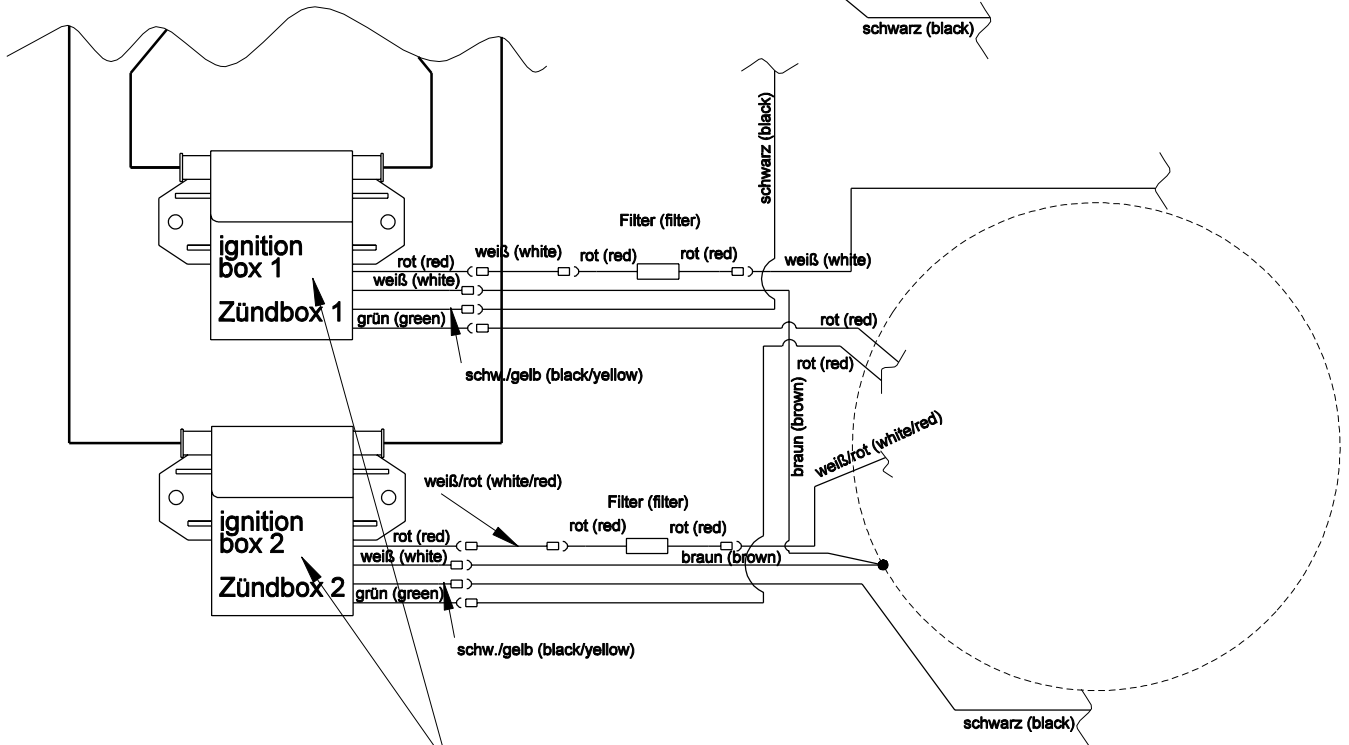 schwarz (black)
schwarz (black)
Filter (filter)
ignition
box 1
Zündbox 1
rot (red)
weiß (white)
rot (red)
rot (red)
weiß (white)
weiß (white)
grün (green)
rot (red)
rot (red)
schw./gelb (black/yellow)
braun (brown)
weiß/rot (white/red)
weiß/rot (white/red)
Filter (filter)
ignition
box 2
Zündbox 2
rot (red)
rot (red)
rot (red)
weiß (white)
braun (brown)
grün (green)
schw./gelb (black/yellow)
schwarz (black)